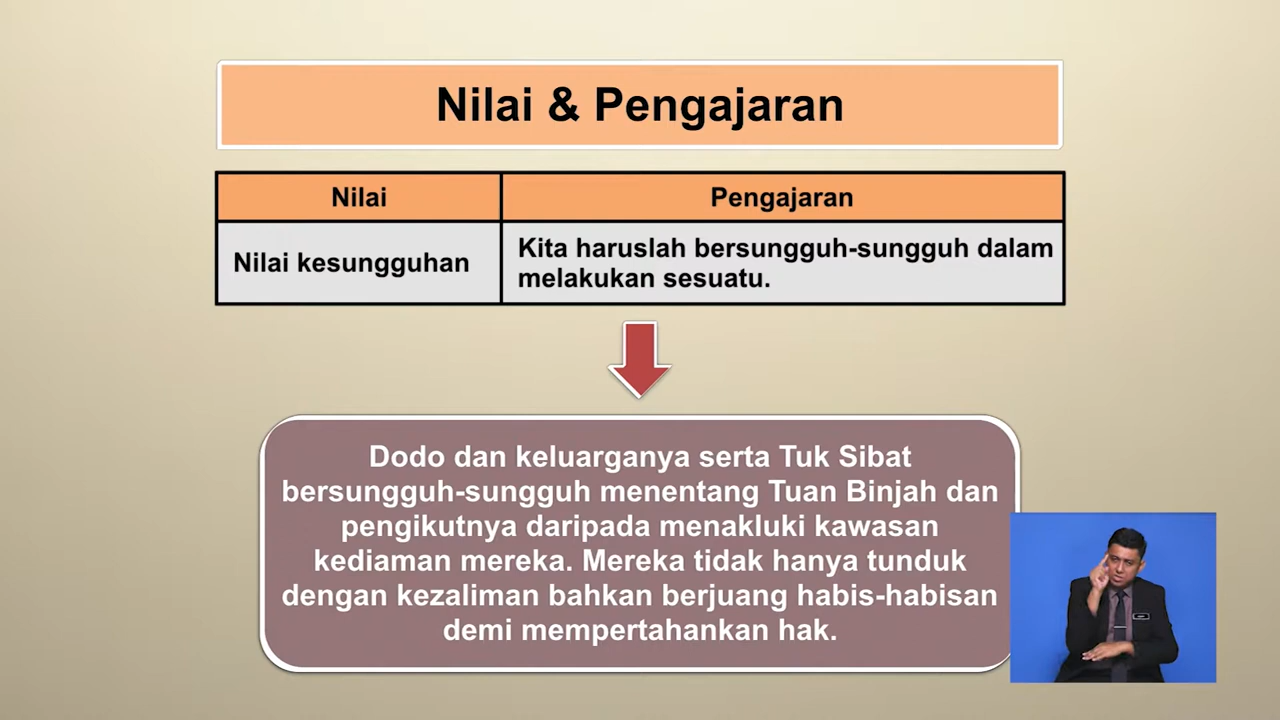 Nilai & Pengajaran
Nilai
Pengajaran
Nilai kesungguhan
Kita haruslah bersungguh-sungguh dalam
melakukan sesuatu.
Dodo dan keluarganya serta Tuk Sibat
bersungguh-sungguh menentang Tuan Binjah dan
pengikutnya daripada menakluki kawasan
kediaman mereka. Mereka tidak hanya tunduk
dengan kezaliman bahkan berjuang habis-habisan
demi mempertahankan hak.